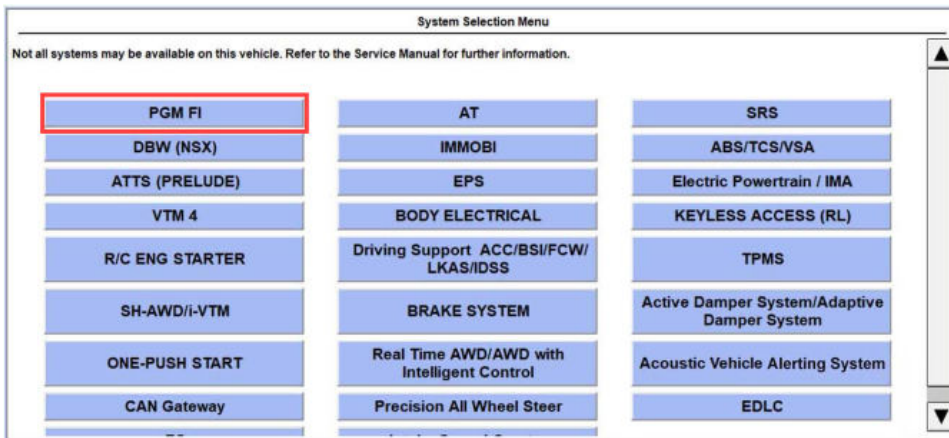 System Selection Menu
Not all systems may be available on this vehicle. Refer to the Service Manual for further information.
PGM FI
AT
SRS
DBW (NSX)
IMMOBI
ABS/TCS/VSA
ATTS (PRELUDE)
EPS
Electric Powertrain / IMA
VTM 4
BODY ELECTRICAL
KEYLESS ACCESS (RL)
R/C ENG STARTER
Driving Support ACC/BSI/FCW/
LKAS/IDSS
TPMS
SH-AWD/i-VTM
BRAKE SYSTEM
Active Damper System/Adaptive
Damper System
ONE-PUSH START
Real Time AWD/AWD with
Intelligent Control
Acoustic Vehicle Alerting System
CAN Gateway
Precision All Wheel Steer
EDLC